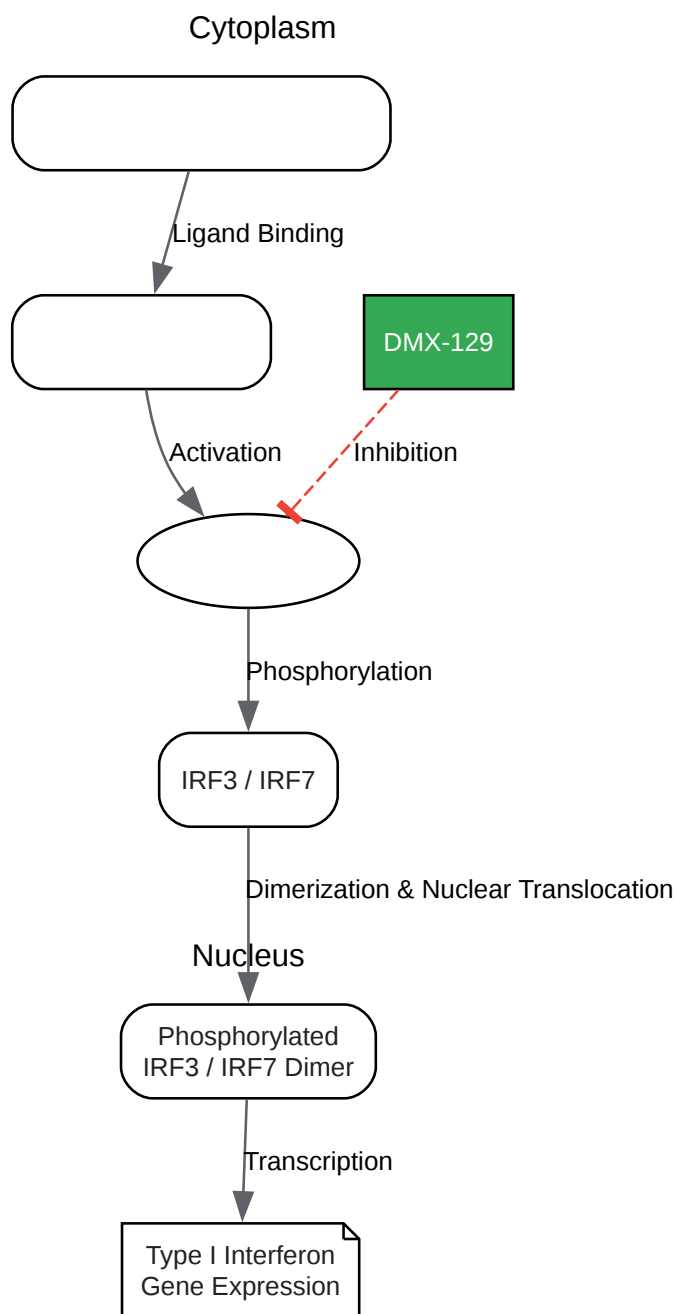 Cytoplasm
Ligand Binding
DMX-129
Activation
Inhibition
Phosphorylation
IRF3 / IRF7
Dimerization & Nuclear Translocation
Nucleus
Phosphorylated
IRF3 / IRF7 Dimer
Transcription
Type I Interferon
Gene Expression